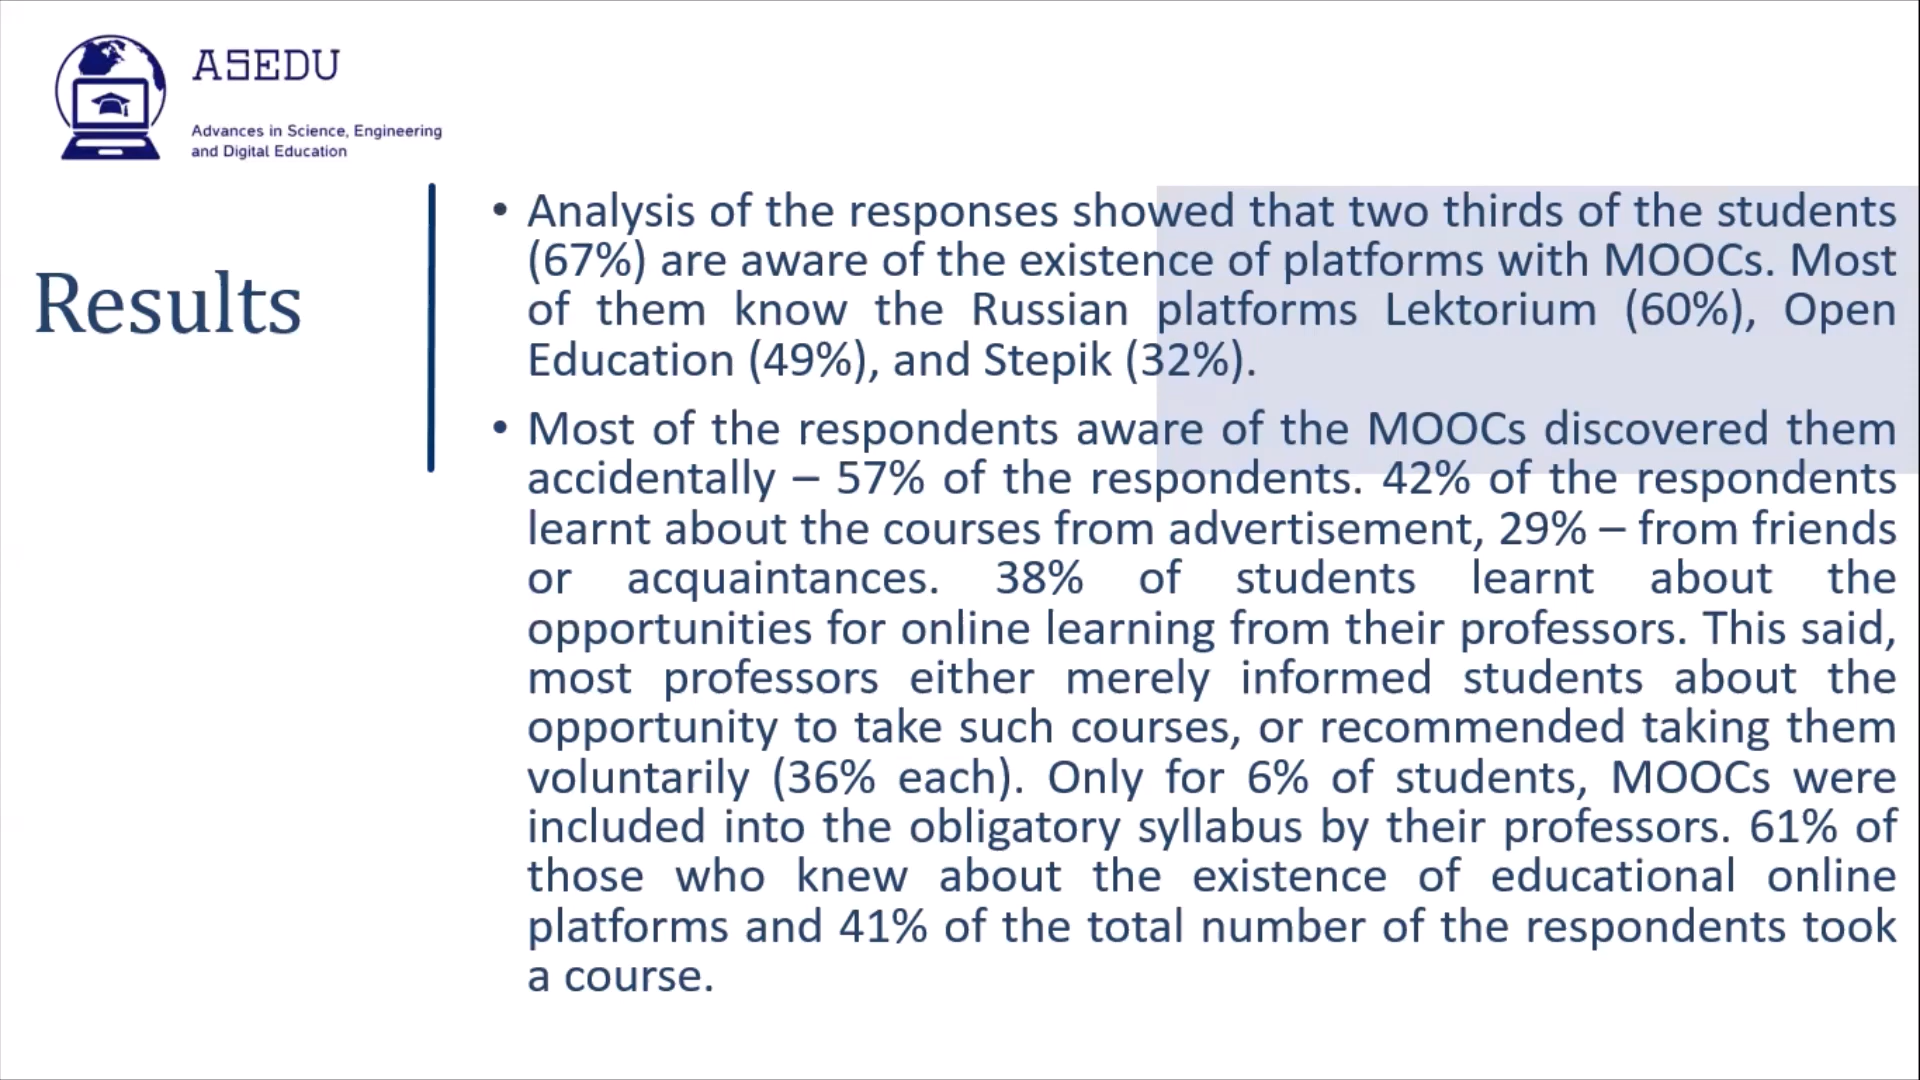 ASEDU
Advances in Science, Engineering
and Digital Education
Results
• Analysis of the responses showed that two thirds of the students
(67%) are aware of the existence of platforms with MOOCs. Most
of them know the Russian platforms Lektorium (60%), Open
Education (49%), and Stepik (32%).
• Most of the respondents aware of the MOOCs discovered them
accidentally – 57% of the respondents. 42% of the respondents
learnt about the courses from advertisement, 29% – from friends
or acquaintances. 38% of students learnt about the
opportunities for online learning from their professors. This said,
most professors either merely informed students about the
opportunity to take such courses, or recommended taking them
voluntarily (36% each). Only for 6% of students, MOOCs were
included into the obligatory syllabus by their professors. 61% of
those who knew about the existence of educational online
platforms and 41% of the total number of the respondents took
a course.